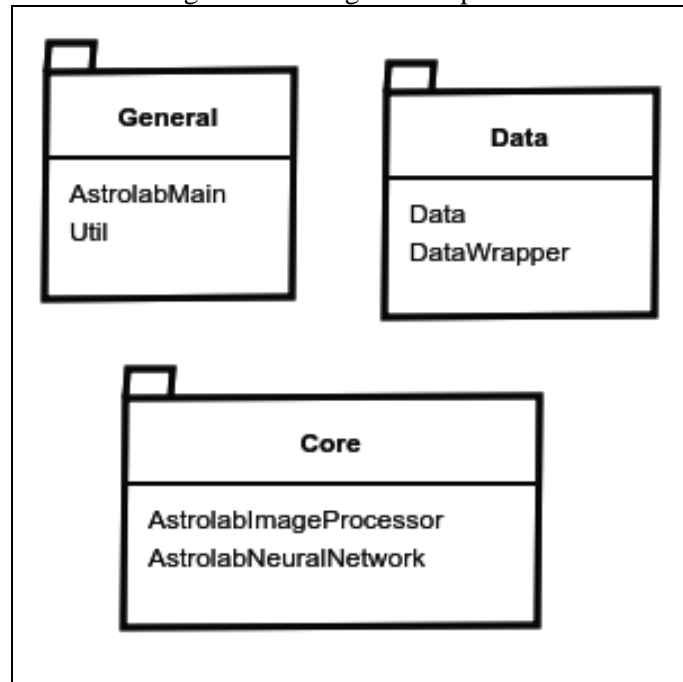 General
AstrolabMain
Util
Data
Data
DataWrapper
Core
AstrolabImageProcessor
AstrolabNeuralNetwork